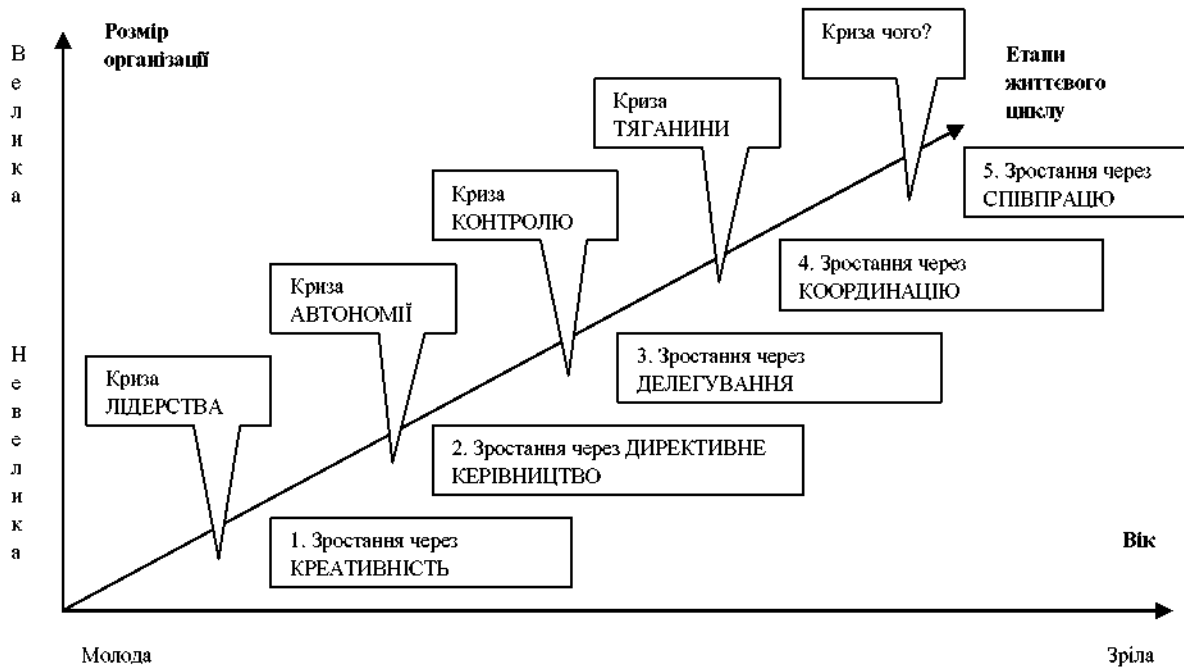 Розмір
організації
Велика
Невелика
Криза чого?
Етапи
життєвого
циклу
Криза
ТЯГАНИНИ
5. Зростання через
СПІВПРАЦЮ
Криза
КОНТРОЛЮ
4. Зростання через
КООРДИНАЦІЮ
Криза
АВТОНОМІЇ
3. Зростання через
ДЕЛЕГУВАННЯ
Криза
ЛІДЕРСТВА
2. Зростання через ДИРЕКТИВНЕ
КЕРІВНИЦТВО
1. Зростання через
КРЕАТИВНІСТЬ
Вік
Молода
Зріла